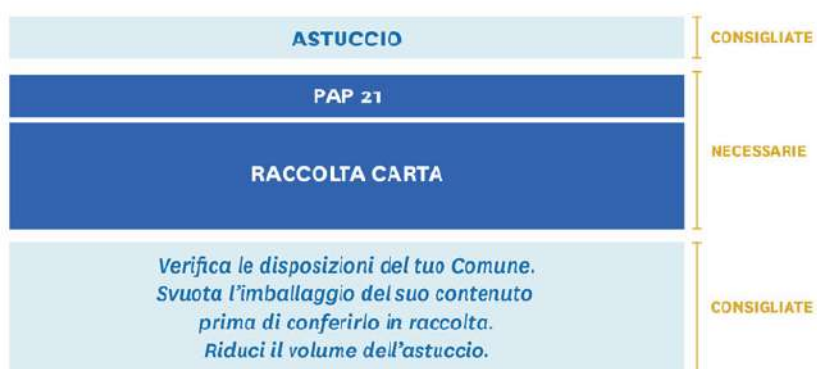 ASTUCCIO
CONSIGLIATE
PAP 21
NECESSARIE
RACCOLTA CARTA
Verifica le disposizioni del tuo Comune.
Svuota l'imballaggio del suo contenuto
prima di conferirlo in raccolta.
Riduci il volume dell'astuccio.
CONSIGLIATE